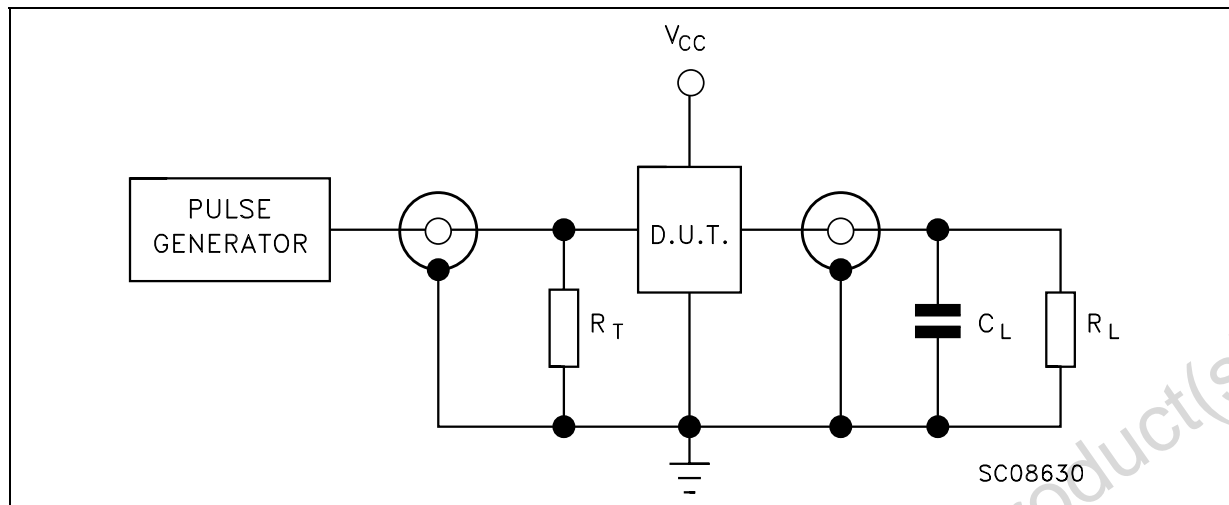 VCC
PULSE
GENERATOR
D.U.T.
RT
CL
RL
SC08630